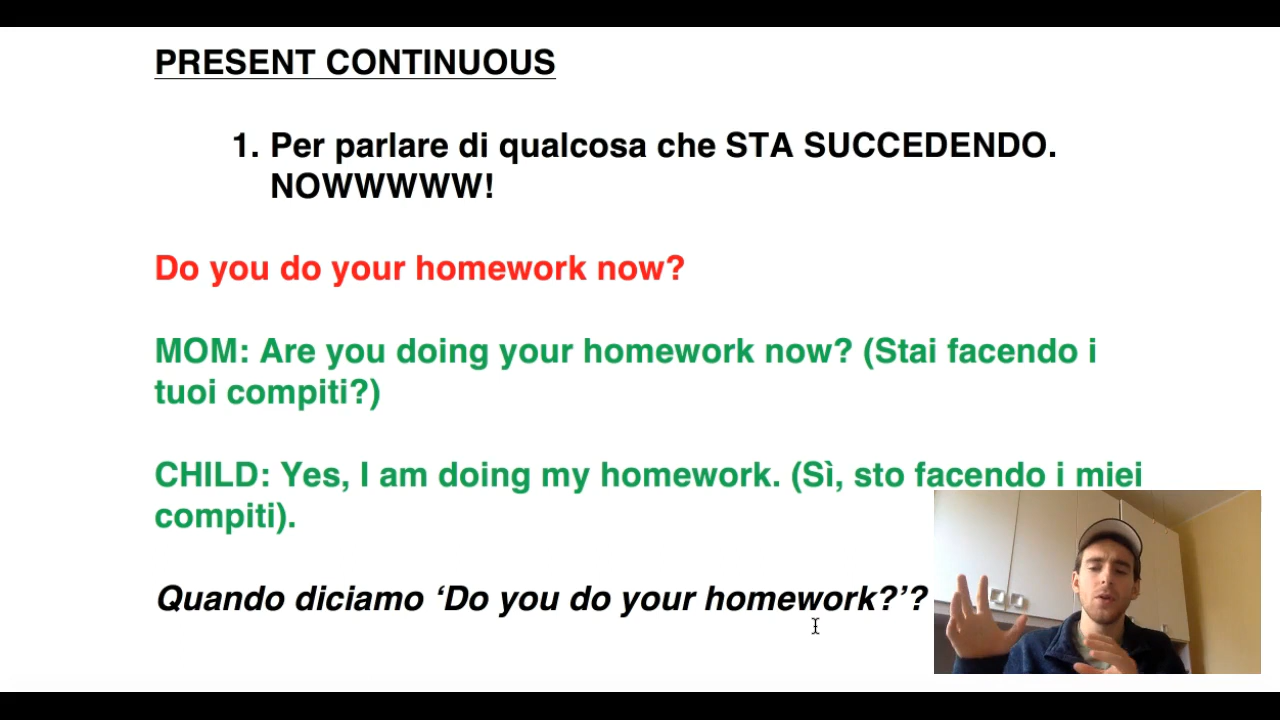 PRESENT CONTINUOUS
1. Per parlare di qualcosa che STA SUCCEDENDO.
NOWWWWW!
Do you do your homework now?
MOM: Are you doing your homework now? (Stai facendo i
tuoi compiti?)
CHILD: Yes, I am doing my homework. (Sì, sto facendo i miei
compiti).
Quando diciamo ‘Do you do your homework?’?